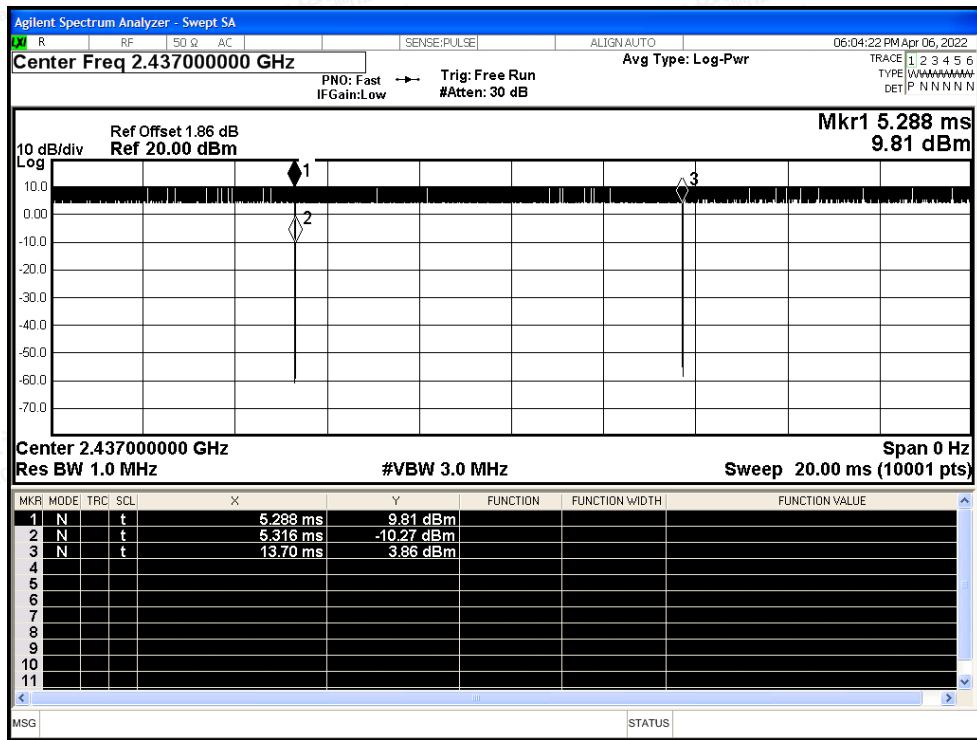 Agilent Spectrum Analyzer - Swept SA
LXI R RF 50 Ω AC SENSE:PULSE ALIGN AUTO 06:04:22 PM Apr 06, 2022
Center Freq 2.437000000 GHz Avg Type: Log-Pwr TRACE 1 2 3 4 5 6
PNO: Fast Trig: Free Run TYPE WWWWWW
IFGain:Low #Atten: 30 dB DET P N N N N N
Mkr1 5.288 ms
Ref Offset 1.86 dB
10 dB/div Ref 20.00 dBm 9.81 dBm
Log
1
3
10.0
2
0.00
-10.0
-20.0
-30.0
-40.0
-50.0
-60.0
-70.0
Center 2.437000000 GHz Span 0 Hz
Res BW 1.0 MHz #VBW 3.0 MHz Sweep 20.00 ms (10001 pts)
MKR MODE TRC SCL X Y FUNCTION FUNCTION WIDTH FUNCTION VALUE
1 N t 5.288 ms 9.81 dBm
2 N t 5.316 ms -10.27 dBm
3 N t 13.70 ms 3.86 dBm
4
5
6
7
8
9
10
11
MSG STATUS